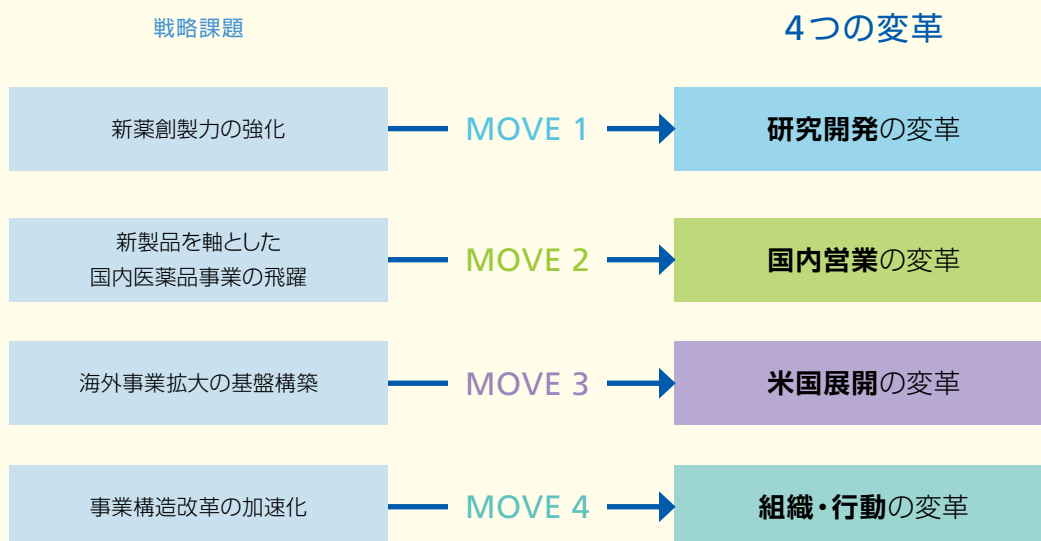 戦略課題
4つの変革
新薬創製力の強化
MOVE 1
研究開発の変革
新製品を軸とした
国内医薬品事業の飛躍
MOVE 2
国内営業の変革
海外事業拡大の基盤構築
MOVE 3
米国展開の変革
事業構造改革の加速化
MOVE 4
組織・行動の変革